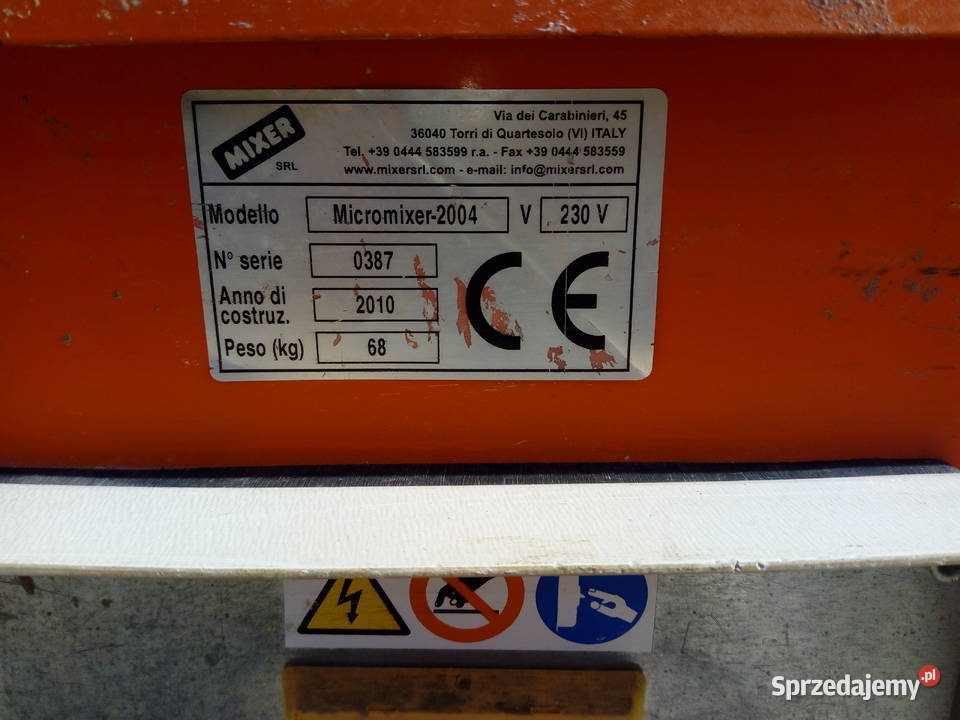 MIXER
SRL
Via dei Carabinieri, 45
36040 Torri di Quartesolo (VI) ITALY
Tel. +39 0444 583599 r.a. - Fax +39 0444 583559
www.mixersrl.com - e-mail: info@mixersrl.com
Modello Micromixer-2004 V 230 V
N° serie 0387
CE
Anno di
costruz. 2010
Peso (kg) 68
Sprzedajemy.pl